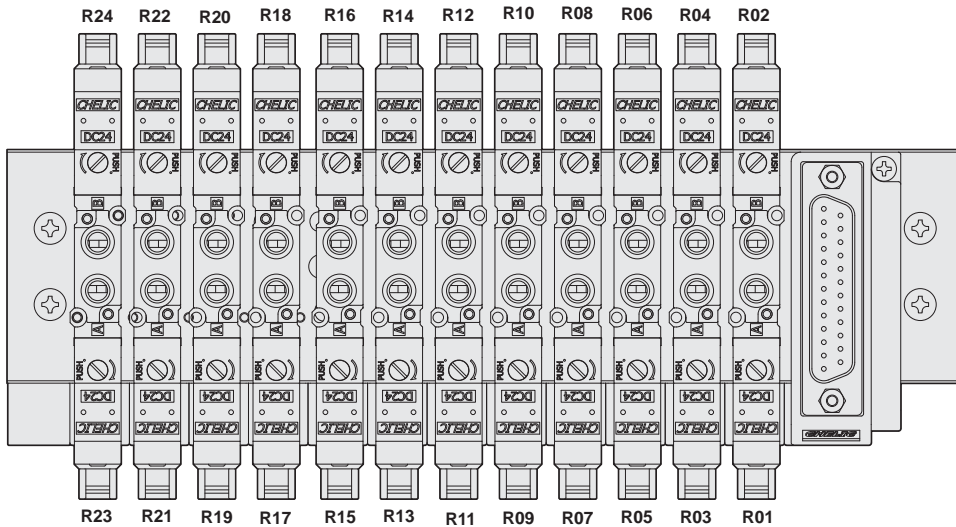 R24 R22 R20 R18 R16 R14 R12 R10 R08 R06 R04 R02
CHELIC CHELIC CHELIC CHELIC CHELIC CHELIC CHELIC CHELIC CHELIC CHELIC CHELIC CHELIC
DC24 DC24 DC24 DC24 DC24 DC24 DC24 DC24 DC24 DC24 DC24 DC24
PUSH PUSH PUSH PUSH PUSH PUSH PUSH PUSH PUSH PUSH PUSH PUSH
B B B B B B B B B B B B
A A A A A A A A A A A A
PUSH PUSH PUSH PUSH PUSH PUSH PUSH PUSH PUSH PUSH PUSH PUSH
DC24 DC24 DC24 DC24 DC24 DC24 DC24 DC24 DC24 DC24 DC24 DC24
CHELIC CHELIC CHELIC CHELIC CHELIC CHELIC CHELIC CHELIC CHELIC CHELIC CHELIC CHELIC
R23 R21 R19 R17 R15 R13 R11 R09 R07 R05 R03 R01